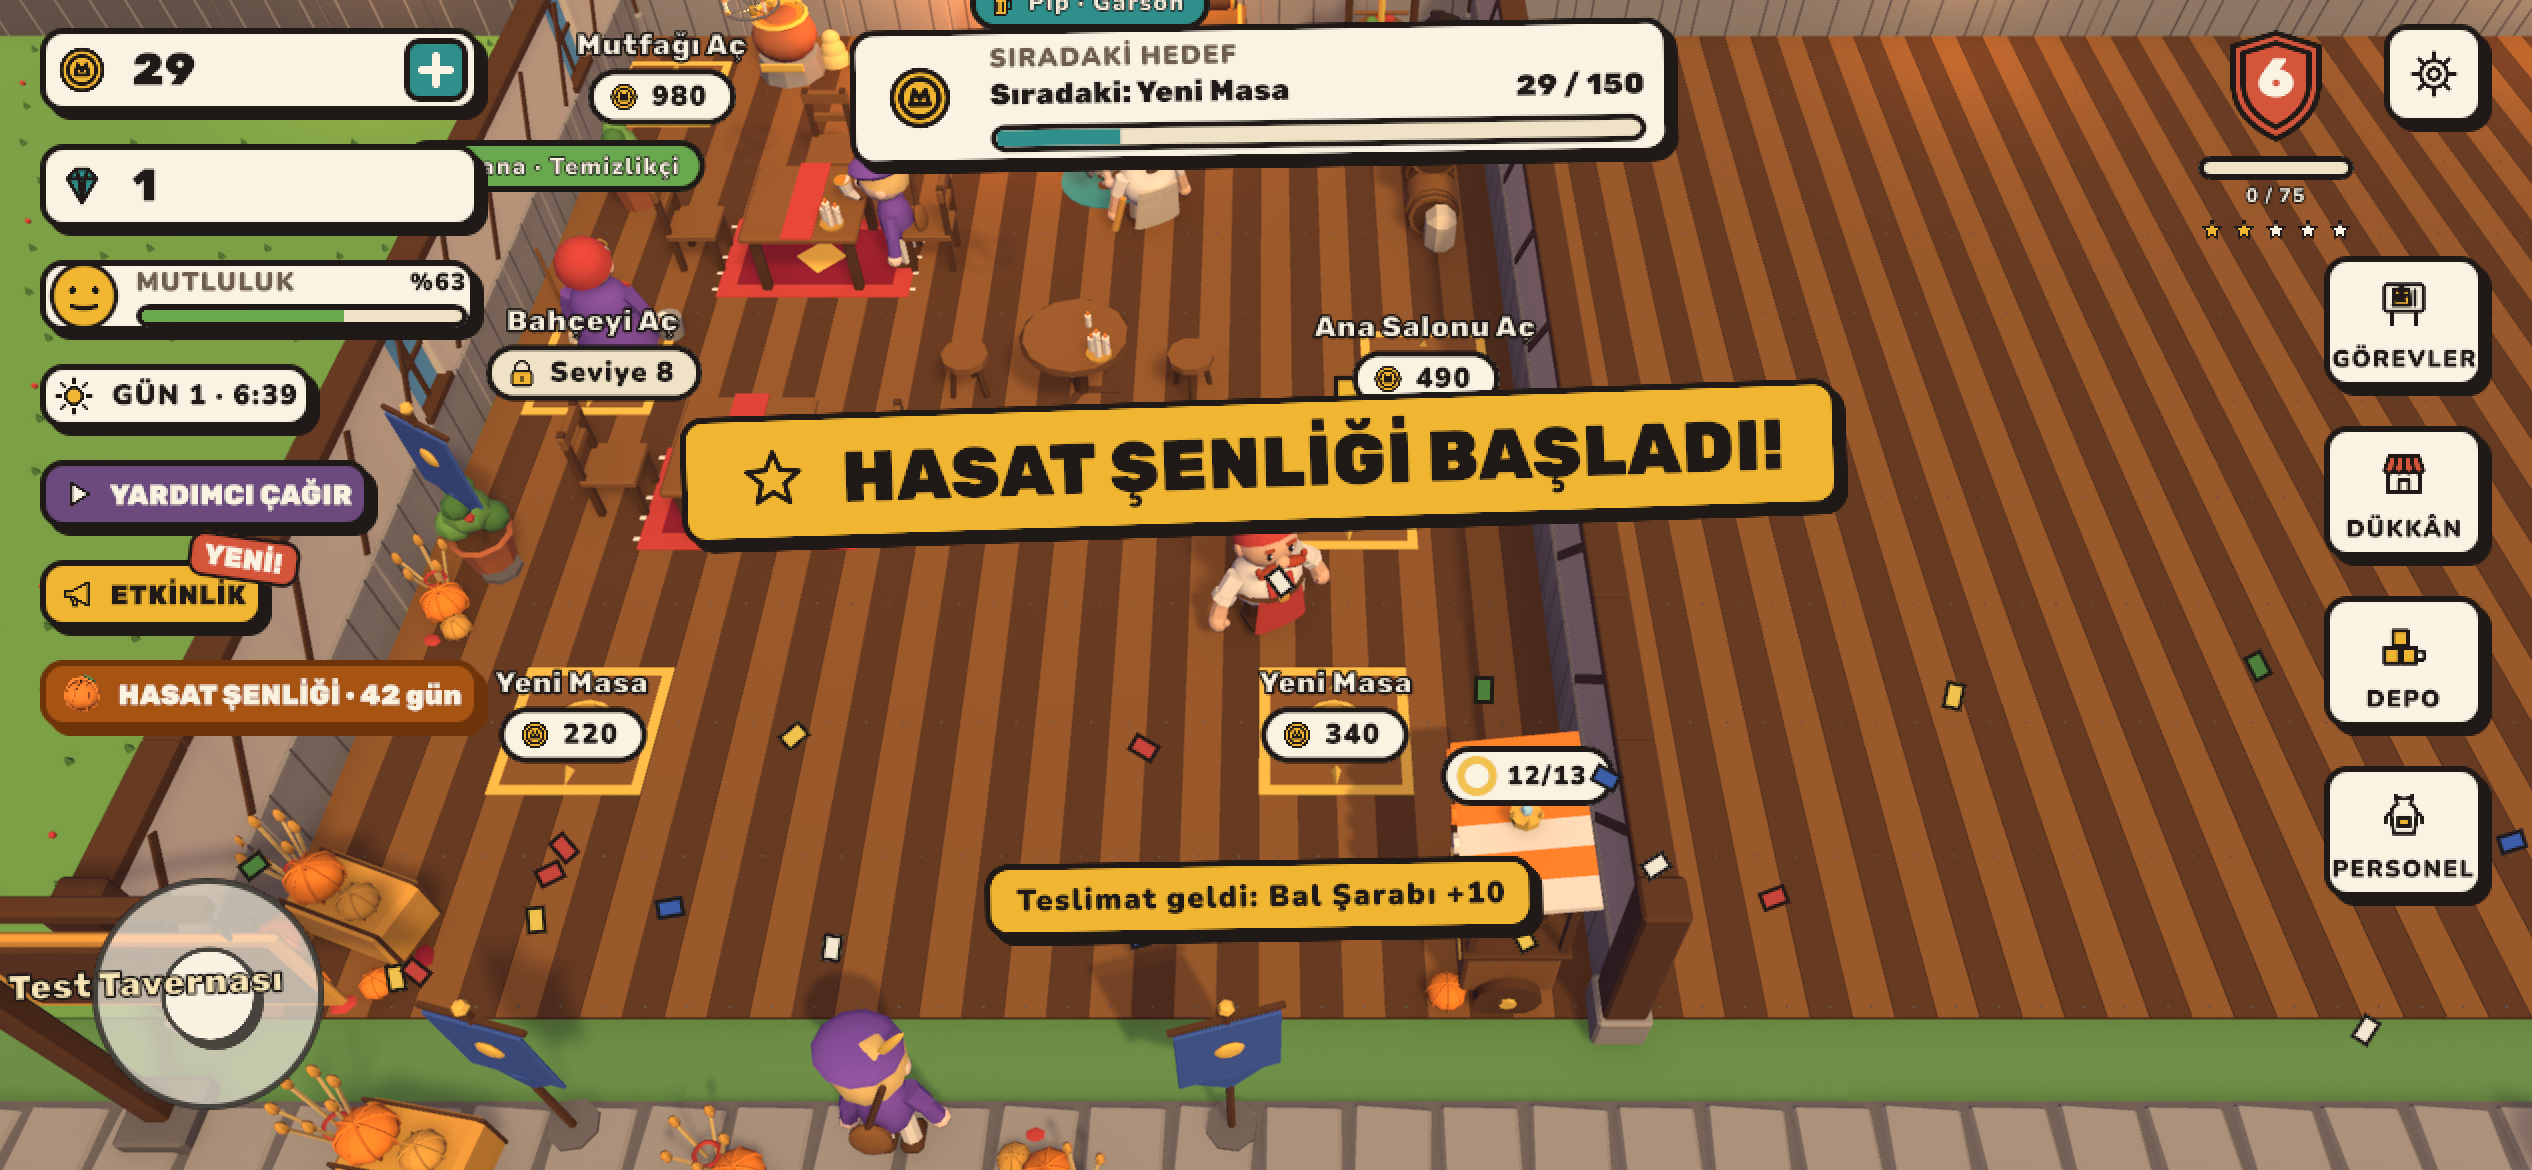 Pip · Garson
29
Mutfağı Aç
980
SIRADAKİ HEDEF
Sıradaki: Yeni Masa
29 / 150
6
0 / 75
1
ana · Temizlikçi
MUTLULUK
%63
Bahçeyi Aç
Seviye 8
Ana Salonu Aç
490
GÜN 1 · 6:39
GÖREVLER
HASAT ŞENLİĞİ BAŞLADI!
YARDIMCI ÇAĞIR
YENİ!
ETKİNLİK
DÜKKÂN
HASAT ŞENLİĞİ · 42 gün
Yeni Masa
220
Yeni Masa
340
DEPO
12/13
PERSONEL
Teslimat geldi: Bal Şarabı +10
Test Tavernası